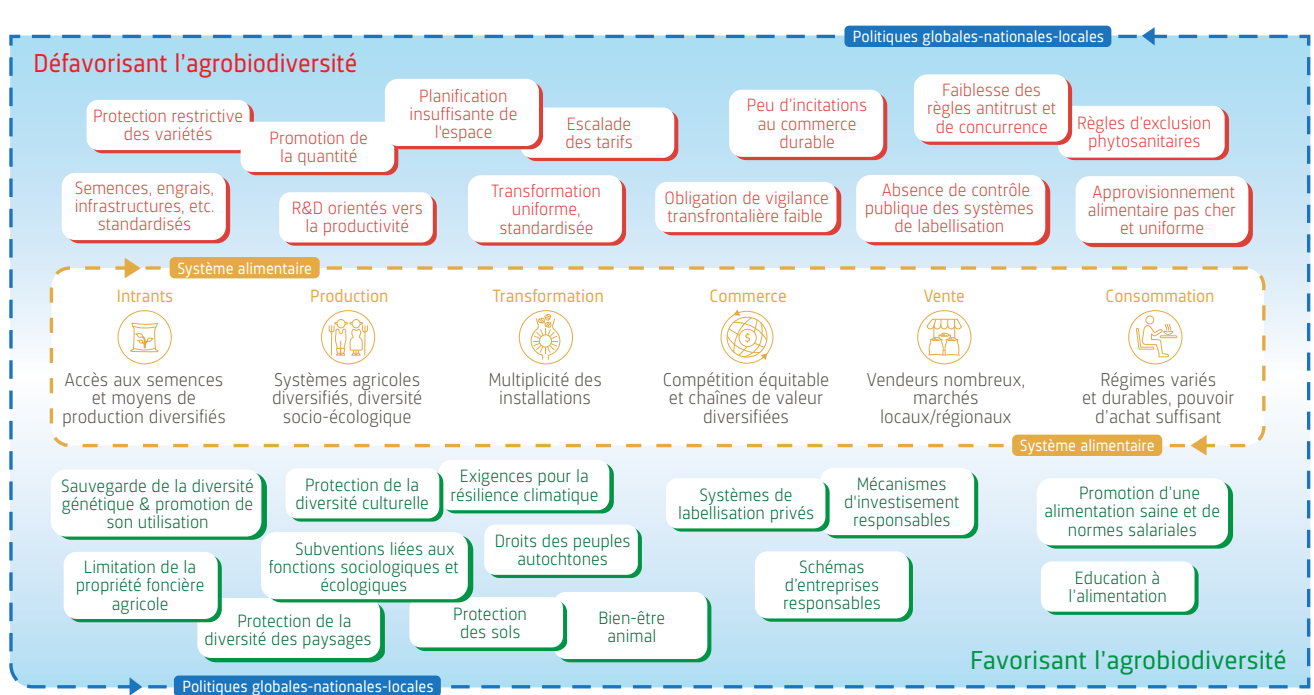 Politiques globales-nationales-locales
Défavorisant l'agrobiodiversité
Protection restrictive
des variétés
Promotion de
la quantité
Planification
insuffisante de
l'espace
Escalade
des tarifs
Peu d'incitations
au commerce
durable
Faiblesse des
règles antitrust et
de concurrence
Règles d'exclusion
phytosanitaires
Semences, engrais,
infrastructures, etc.
standardisés
R&D orientés vers
la productivité
Transformation
uniforme,
standardisée
Obligation de vigilance
transfrontalière faible
Absence de contrôle
publique des systèmes
de labellisation
Approvisionnement
alimentaire pas cher
et uniforme
Système alimentaire
Intrants
Accès aux semences
et moyens de
production diversifiés
Production
Systèmes agricoles
diversifiés, diversité
socio-écologique
Transformation
Multiplicité des
installations
Commerce
$
Compétition équitable
et chaînes de valeur
diversifiées
Vente
Vendeurs nombreux,
marchés
locaux/régionaux
Consommation
Régimes variés
et durables, pouvoir
d'achat suffisant
Système alimentaire
Sauvegarde de la diversité
génétique & promotion de
son utilisation
Protection de la
diversité culturelle
Exigences pour la
résilience climatique
Systèmes de
labellisation privés
Mécanismes
d'investisement
responsables
Promotion d'une
alimentation saine et de
normes salariales
Limitation de la
propriété foncière
agricole
Subventions liées aux
fonctions sociologiques et
écologiques
Droits des peuples
autochtones
Schémas
d'entreprises
responsables
Education à
l'alimentation
Protection de la
diversité des paysages
Protection
des sols
Bien-être
animal
Favorisant l'agrobiodiversité
Politiques globales-nationales-locales